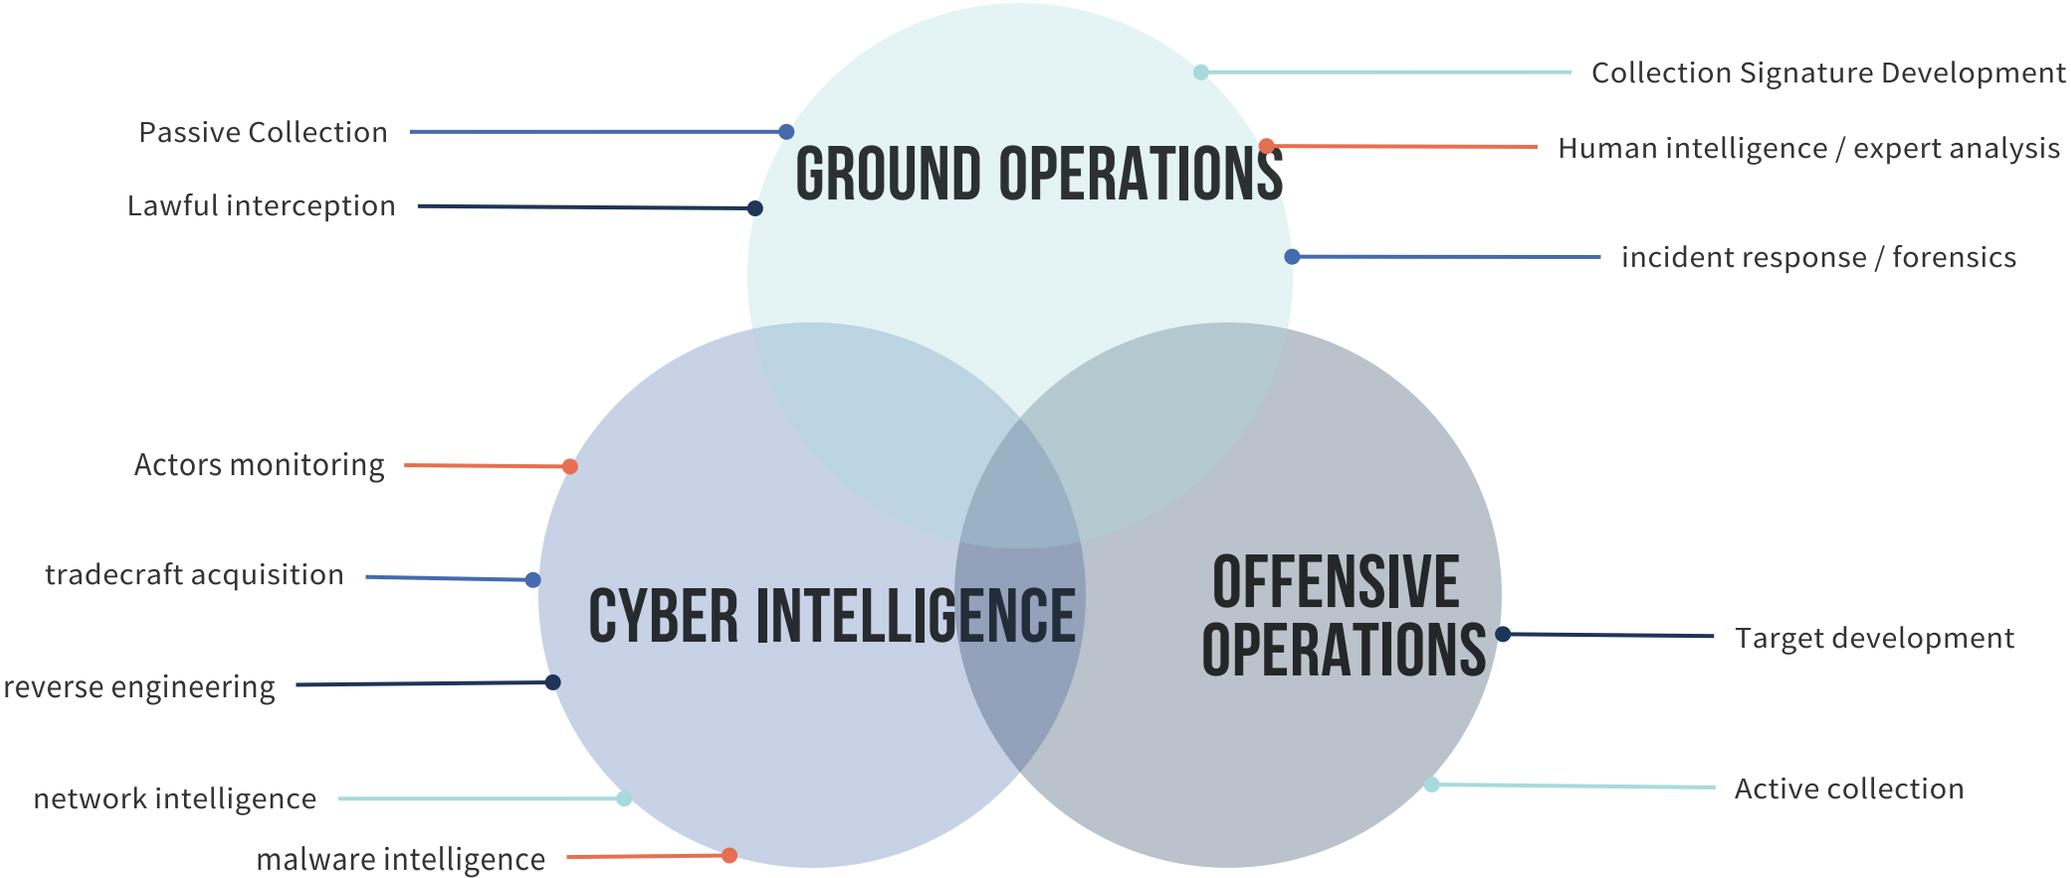 Collection Signature Development
Passive Collection
Human intelligence / expert analysis
GROUND OPERATIONS
Lawful interception
incident response / forensics
Actors monitoring
tradecraft acquisition
CYBER INTELLIGENCE
OFFENSIVE
OPERATIONS
Target development
reverse engineering
network intelligence
Active collection
malware intelligence